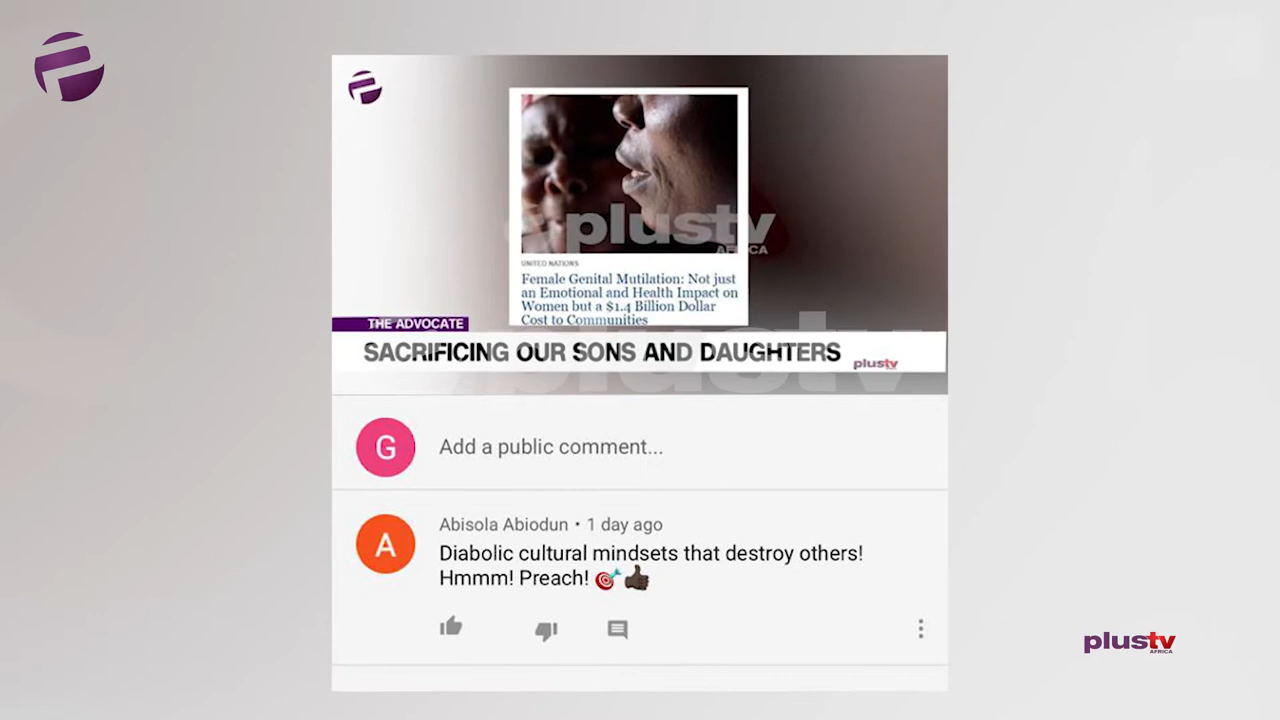 plustv
AFRICA
UNITED NATIONS
Female Genital Mutilation: Not just
an Emotional and Health Impact on
Women but a $1.4 Billion Dollar
Cost to Communities
THE ADVOCATE
SACRIFICING OUR SONS AND DAUGHTERS
plustv
plustv
G
Add a public comment...
A
Abisola Abiodun • 1 day ago
Diabolic cultural mindsets that destroy others!
Hmmm! Preach! 🎯👍🏿
plustv
AFRICA